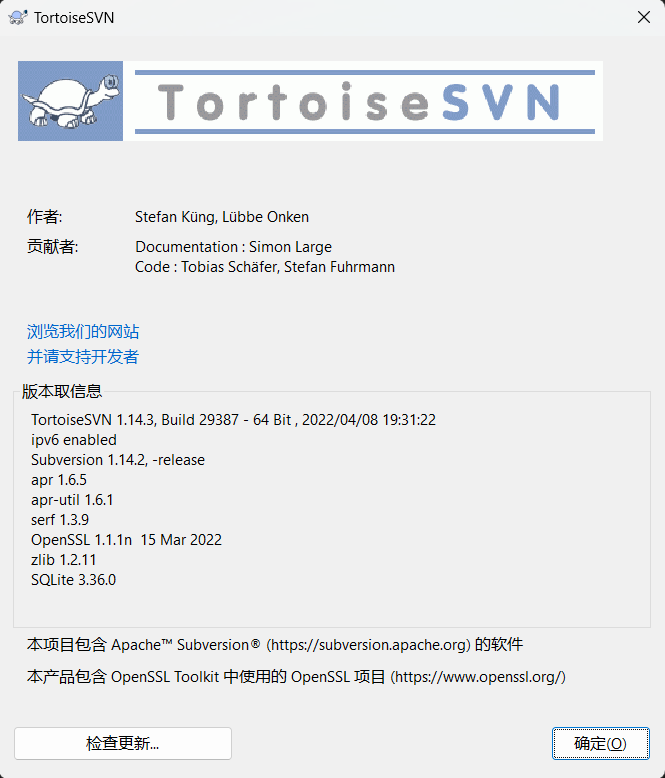 TortoiseSVN
TortoiseSVN
作者:
Stefan Küng, Lübbe Onken
贡献者:
Documentation : Simon Large
Code : Tobias Schäfer, Stefan Fuhrmann
浏览我们的网站
并请支持开发者
版本取信息
TortoiseSVN 1.14.3, Build 29387 - 64 Bit , 2022/04/08 19:31:22
ipv6 enabled
Subversion 1.14.2, -release
apr 1.6.5
apr-util 1.6.1
serf 1.3.9
OpenSSL 1.1.1n  15 Mar 2022
zlib 1.2.11
SQLite 3.36.0
本项目包含 Apache™ Subversion® (https://subversion.apache.org) 的软件
本产品包含 OpenSSL Toolkit 中使用的 OpenSSL 项目 (https://www.openssl.org/)
检查更新...
确定(O)